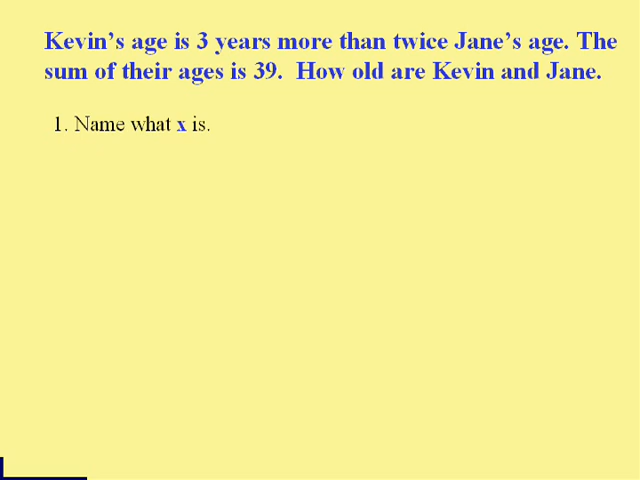 Kevin’s age is 3 years more than twice Jane’s age. The
sum of their ages is 39.  How old are Kevin and Jane.
1. Name what x is.